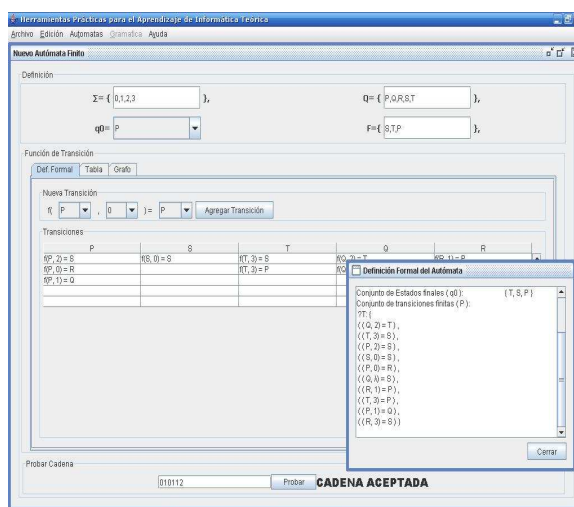 Herramientas Prácticas para el Aprendizaje de Informática Teórica
Archivo Edición Autómatas Gramatica Ayuda
Nuevo Autómata Finito
Definición
Σ= { 0,1,2,3 }, Q= { P,Q,R,S,T },
q0= P F={ S,T,P },
Función de Transición
Def. Formal Tabla Grafo
Nueva Transición
f( P , 0 )= P Agregar Transición
Transiciones
P S T Q R
f(P, 2) = S f(S, 0) = S f(T, 3) = S f(Q, 2) = T f(R, 1) = P
f(P, 0) = R f(T, 3) = P f(Q
f(P, 1) = Q
Definición Formal del Autómata
Conjunto de Estados finales ( q0 ): { T, S, P }
Conjunto de transiciones finitas ( P ):
?T: {
( ( Q, 2) = T ) ,
( ( T, 3) = S ) ,
( ( P, 2) = S ) ,
( ( S, 0) = S ) ,
( ( P, 0) = R ) ,
( ( Q, λ) = S ) ,
( ( R, 1) = P ) ,
( ( T, 3) = P ) ,
( ( P, 1) = Q ) ,
( ( R, 3) = S ) }
Cerrar
Probar Cadena
010112 Probar CADENA ACEPTADA